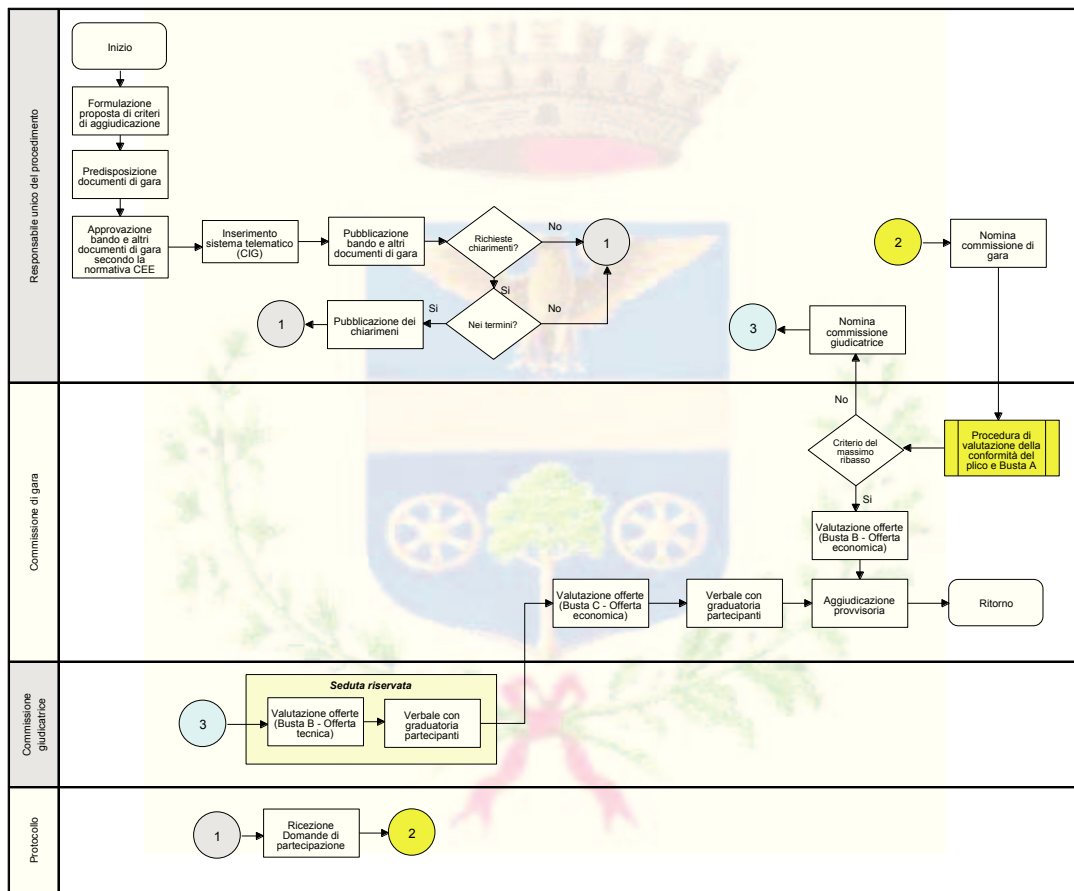 Responsabile unico del procedimento
Inizio
Formulazione
proposta di criteri
di aggiudicazione
Predisposizione
documenti di gara
Approvazione
bando e altri
documenti di gara
secondo la
normativa CEE
Inserimento
sistema telematico
(CIG)
Pubblicazione
bando e altri
documenti di gara
Richieste
chiarimenti?
No
1
Si
Nei termini?
No
Si
Pubblicazione dei
chiarimeni
1
2
Nomina
commissione di
gara
Nomina
commissione
giudicatrice
3
Commissione di gara
No
Criterio del
massimo
ribasso
Procedura di
valutazione della
conformità del
plico e Busta A
Si
Valutazione offerte
(Busta B - Offerta
economica)
Valutazione offerte
(Busta C - Offerta
economica)
Verbale con
graduatoria
partecipanti
Aggiudicazione
provvisoria
Ritorno
Commissione
giudicatrice
Seduta riservata
3
Valutazione offerte
(Busta B - Offerta
tecnica)
Verbale con
graduatoria
partecipanti
Protocollo
1
Ricezione
Domande di
partecipazione
2